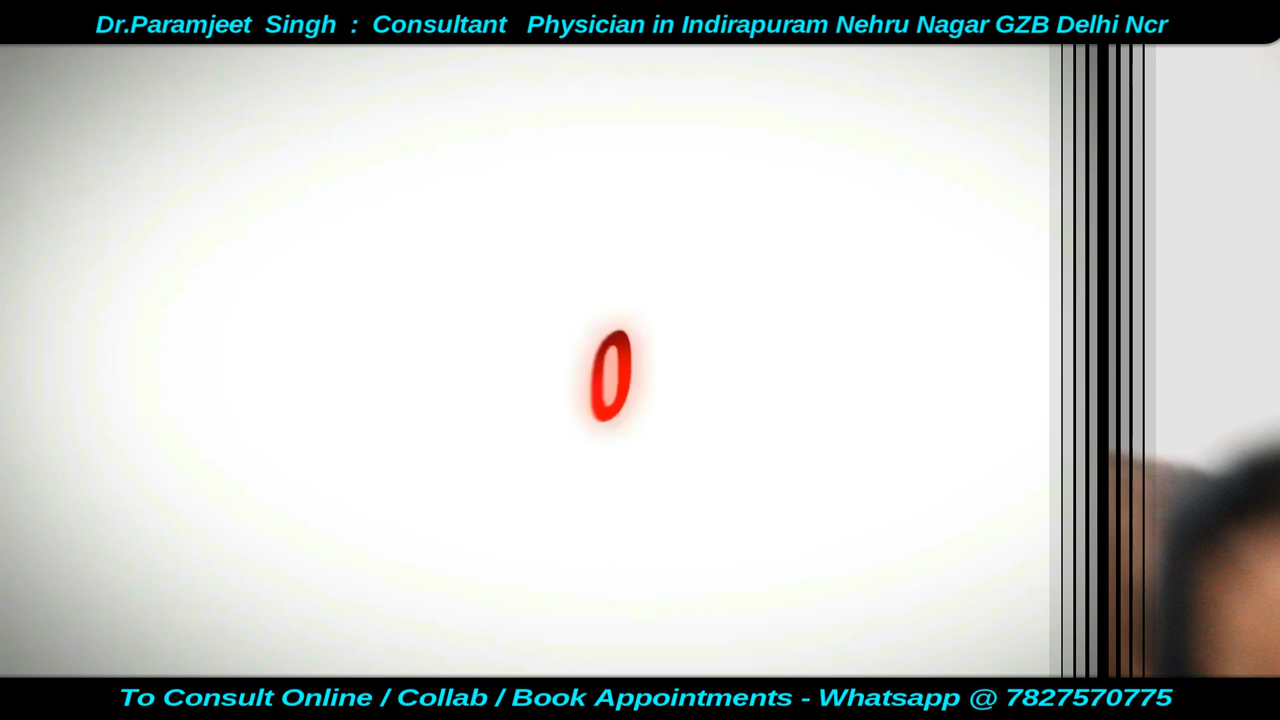 Dr.Paramjeet Singh : Consultant Physician in Indirapuram Nehru Nagar GZB Delhi Ncr
0
To Consult Online / Collab / Book Appointments - Whatsapp @ 7827570775